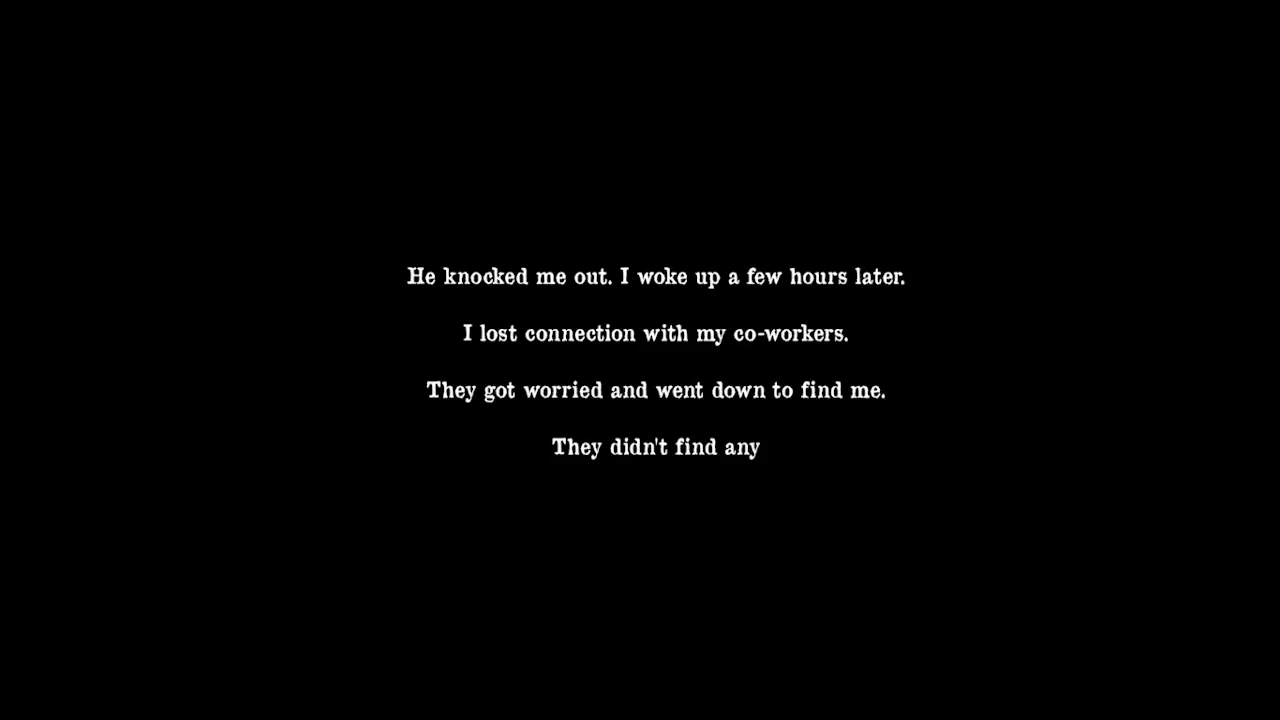 He knocked me out. I woke up a few hours later.
I lost connection with my co-workers.
They got worried and went down to find me.
They didn't find any